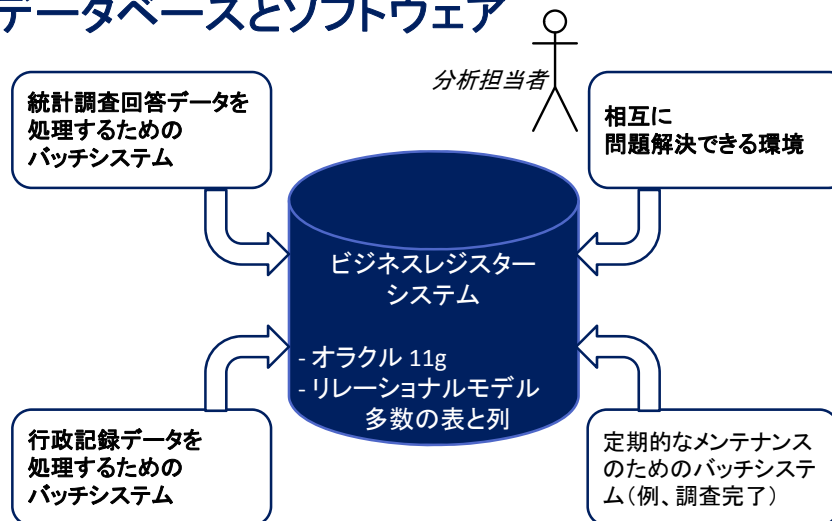 データベースとソフトウェア
分析担当者
統計調査回答データを
処理するための
バッチシステム
相互に
問題解決できる環境
ビジネスレジスター
システム
- オラクル 11g
- リレーショナルモデル
多数の表と列
行政記録データを
処理するための
バッチシステム
定期的なメンテナンス
のためのバッチシステ
ム(例、調査完了)